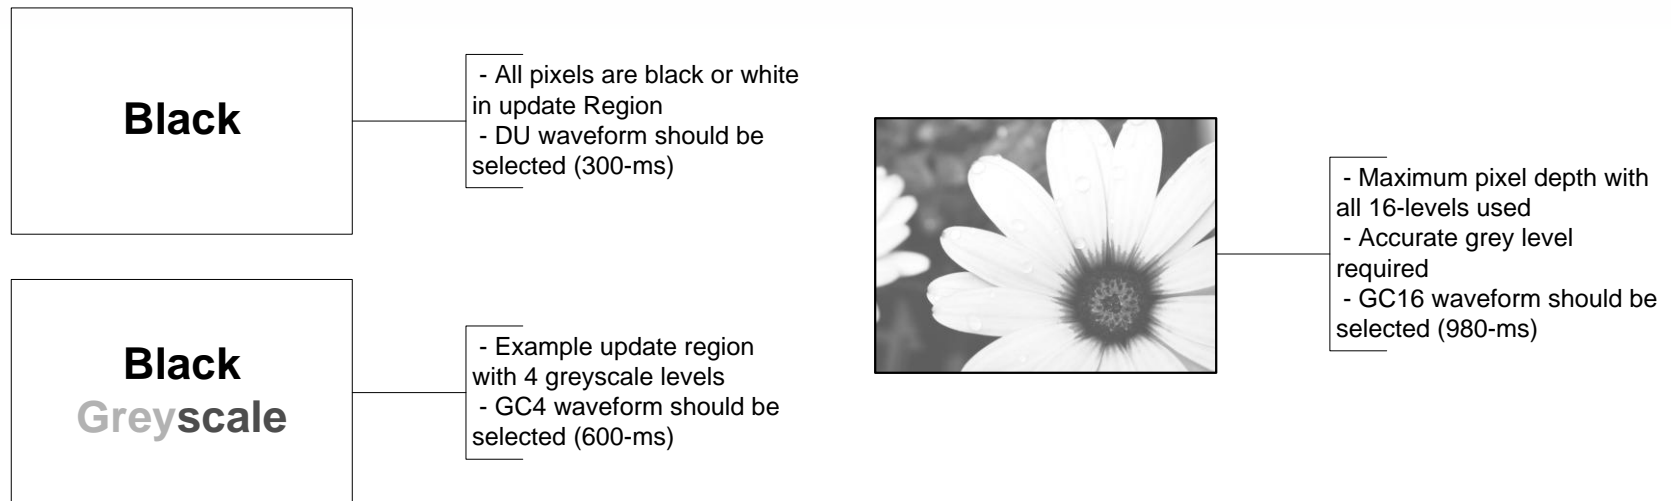 Black
- All pixels are black or white
in update Region
- DU waveform should be
selected (300-ms)
Black
Greyscale
- Example update region
with 4 greyscale levels
- GC4 waveform should be
selected (600-ms)
- Maximum pixel depth with
all 16-levels used
- Accurate grey level
required
- GC16 waveform should be
selected (980-ms)